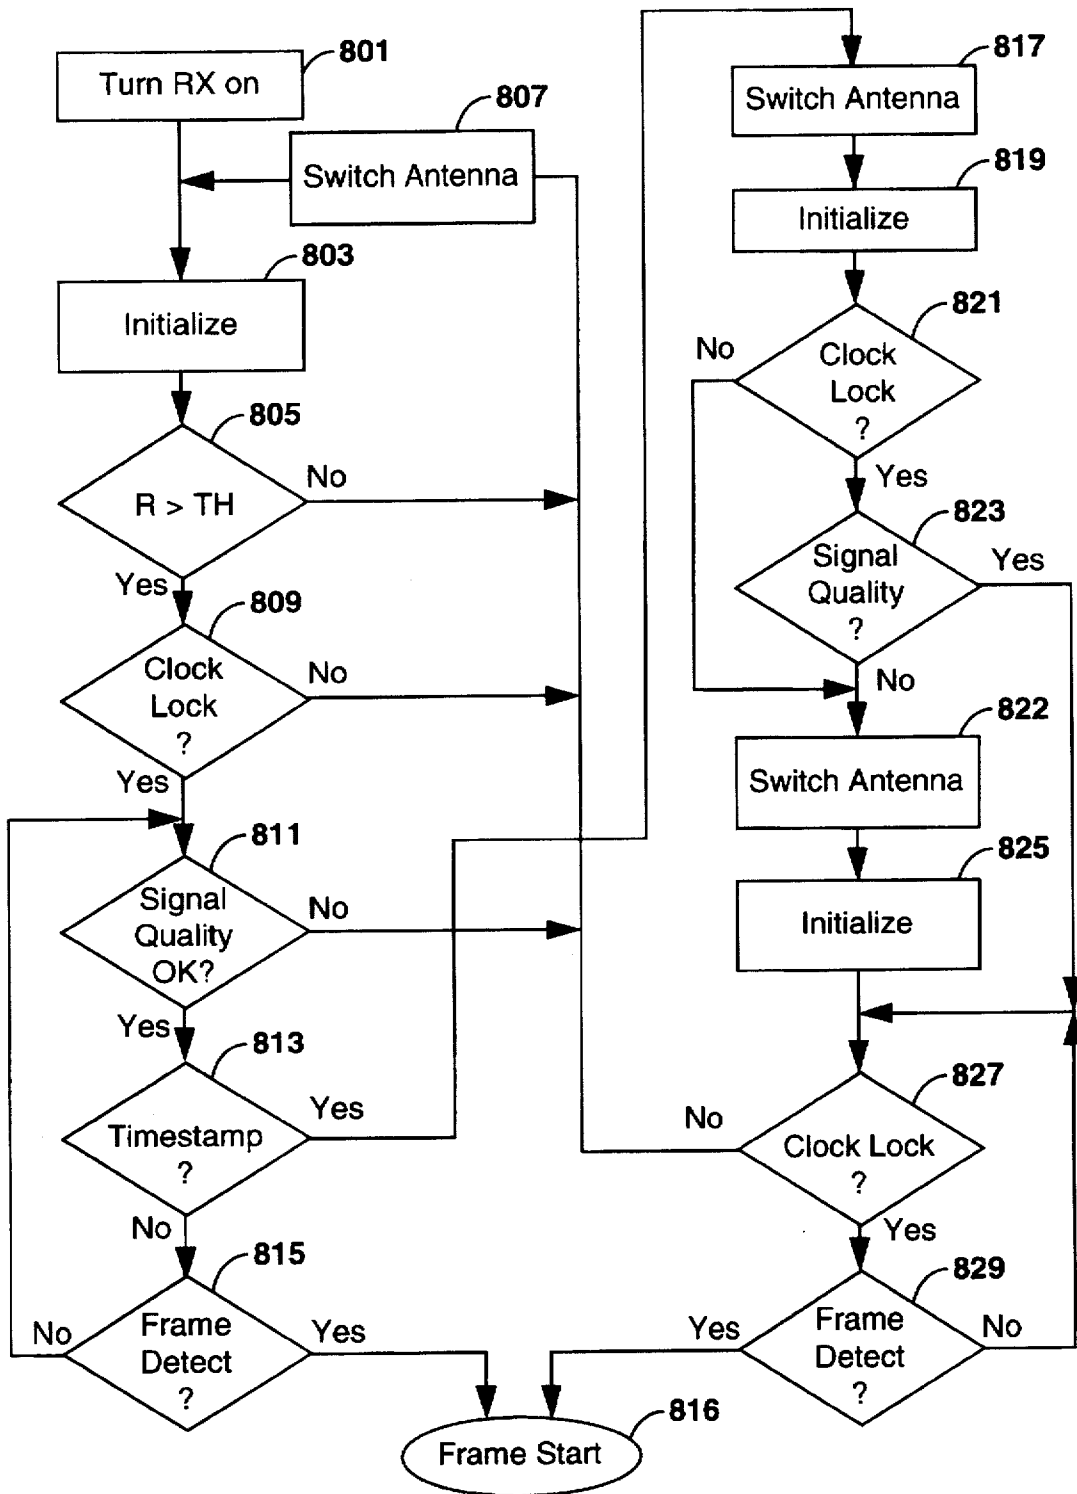 801
Turn RX on
807
Switch Antenna
803
Initialize
805
R > TH
No
Yes
809
Clock
Lock
?
No
Yes
811
Signal
Quality
OK?
No
Yes
813
Timestamp
?
Yes
No
815
Frame
Detect
?
No
Yes
816
Frame Start
817
Switch Antenna
819
Initialize
821
Clock
Lock
?
No
Yes
823
Signal
Quality
?
Yes
No
822
Switch Antenna
825
Initialize
827
Clock Lock
?
No
Yes
829
Frame
Detect
?
Yes
No